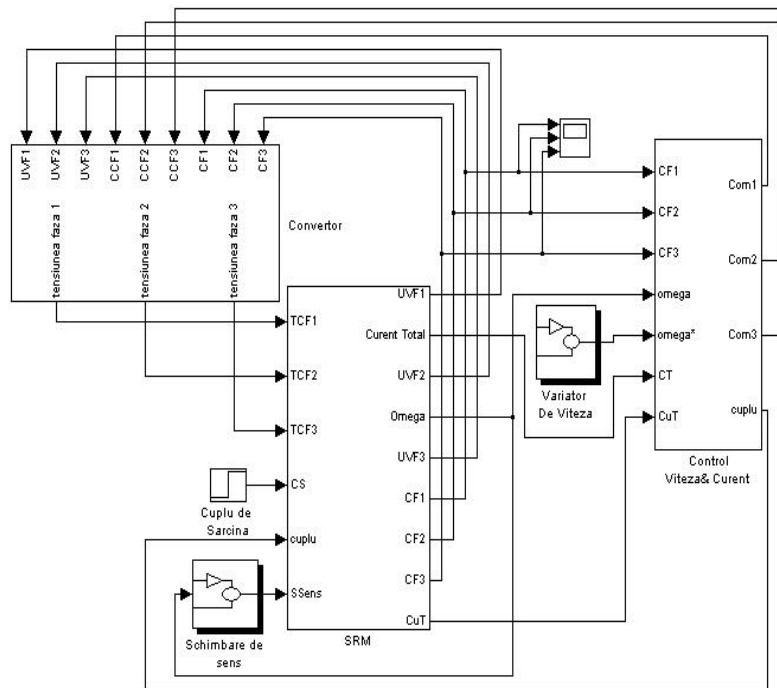 UVF1
UVF2
UVF3
CCF1
CCF2
CCF3
CF1
CF2
CF3
tensiunea faza 1
tensiunea faza 2
tensiunea faza 3
Convertor
TCF1
TCF2
TCF3
CS
cuplu
SSens
UVF1
Curent Total
UVF2
Omega
UVF3
CF1
CF2
CF3
CuT
SRM
Cuplu de
Sarcina
Schimbare de
sens
Variator
De Viteza
CF1
CF2
CF3
omega
omega*
CT
CuT
Com1
Com2
Com3
cuplu
Control
Viteza& Curent